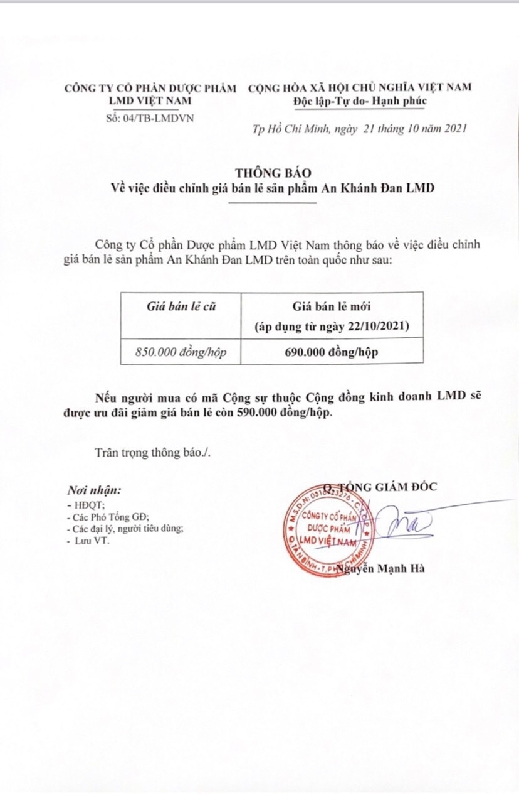 CÔNG TY CỔ PHẦN DƯỢC PHẨM
LMD VIỆT NAM
Số: 04/TB-LMDVN
CỘNG HÒA XÃ HỘI CHỦ NGHĨA VIỆT NAM
Độc lập-Tự do- Hạnh phúc
Tp Hồ Chí Minh, ngày 21 tháng 10 năm 2021
THÔNG BÁO
Về việc điều chỉnh giá bán lẻ sản phẩm An Khánh Đan LMD
Công ty Cổ phần Dược phẩm LMD Việt Nam thông báo về việc điều chỉnh
giá bán lẻ sản phẩm An Khánh Đan LMD trên toàn quốc như sau:
Giá bán lẻ cũ
Giá bán lẻ mới
(áp dụng từ ngày 22/10/2021)
850.000 đồng/hộp
690.000 đồng/hộp
Nếu người mua có mã Cộng sự thuộc Cộng đồng kinh doanh LMD sẽ
được ưu đãi giảm giá bán lẻ còn 590.000 đồng/hộp.
Trân trọng thông báo./.
Nơi nhận:
- HĐQT;
- Các Phó Tổng GĐ;
- Các đại lý, người tiêu dùng;
- Lưu VT.
Q. TỔNG GIÁM ĐỐC
CÔNG TY CỔ PHẦN
DƯỢC PHẨM
LMD VIỆT NAM
Nguyễn Mạnh Hà